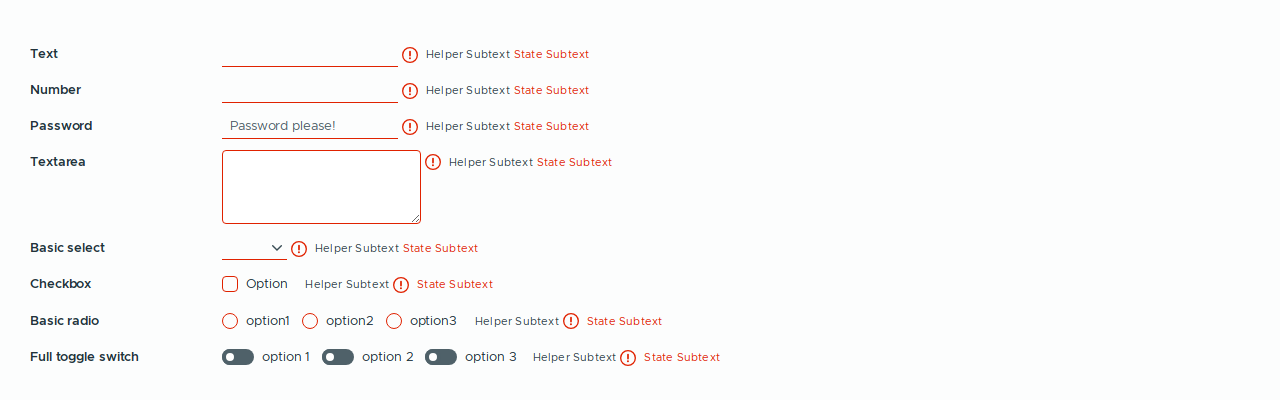 Text Helper Subtext State Subtext
Number Helper Subtext State Subtext
Password Password please! Helper Subtext State Subtext
Textarea Helper Subtext State Subtext
Basic select Helper Subtext State Subtext
Checkbox Option Helper Subtext State Subtext
Basic radio option1 option2 option3 Helper Subtext State Subtext
Full toggle switch option 1 option 2 option 3 Helper Subtext State Subtext